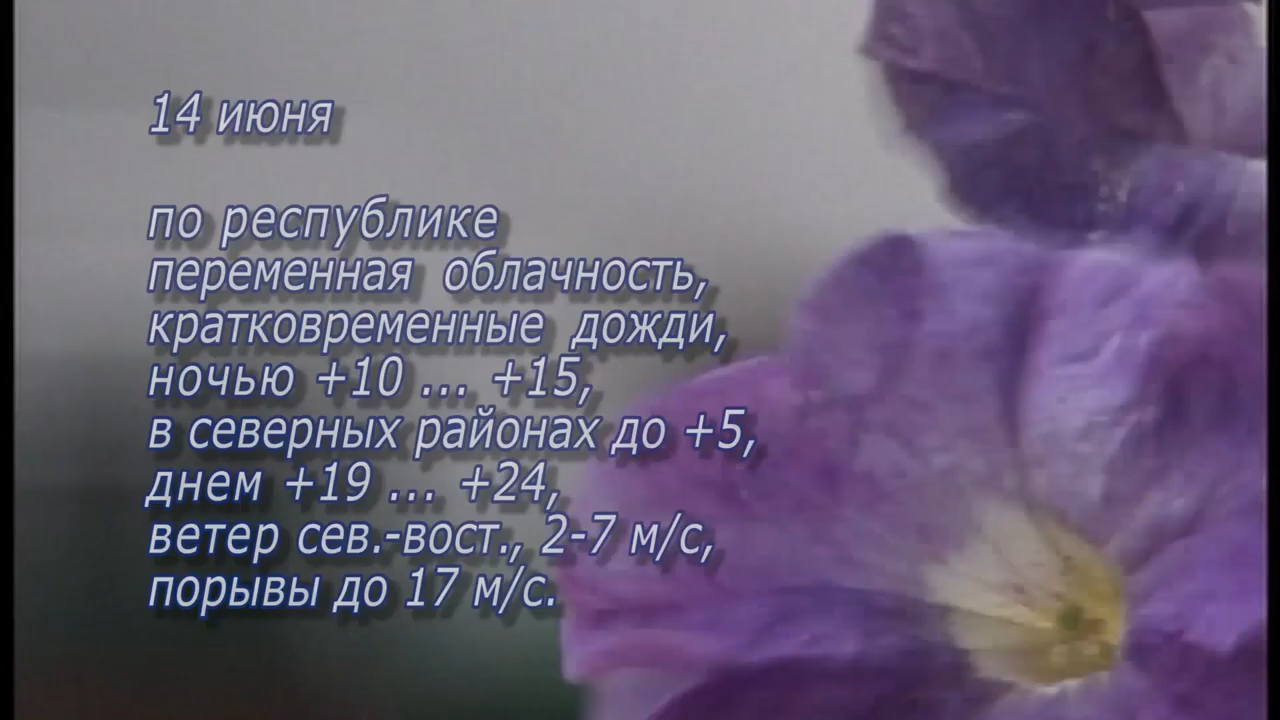 14 июня
по республике
переменная облачность,
кратковременные дожди,
ночью +10 ... +15,
в северных районах до +5,
днем +19 ... +24,
ветер сев.-вост., 2-7 м/с,
порывы до 17 м/с.